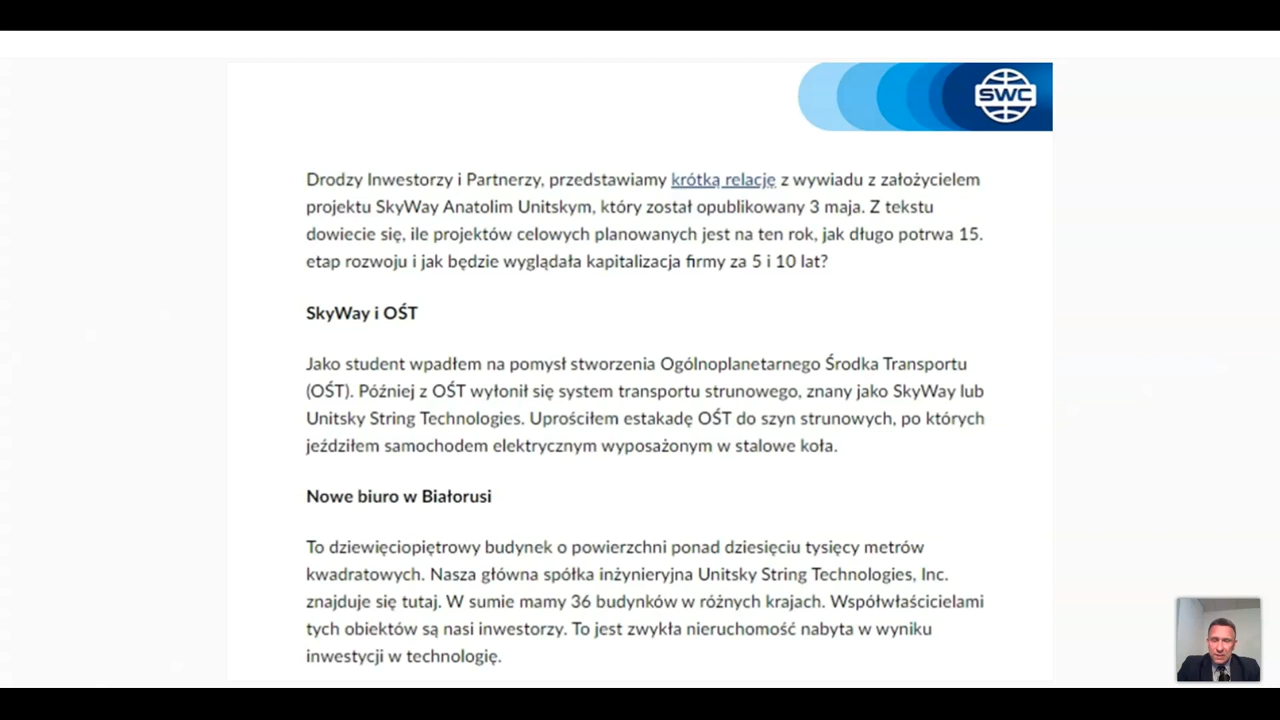 SWC
Drodzy Inwestorzy i Partnerzy, przedstawiamy krótką relację z wywiadu z założycielem
projektu SkyWay Anatolim Unitskym, który został opublikowany 3 maja. Z tekstu
dowiecie się, ile projektów celowych planowanych jest na ten rok, jak długo potrwa 15.
etap rozwoju i jak będzie wyglądała kapitalizacja firmy za 5 i 10 lat?
SkyWay i OŚT
Jako student wpadłem na pomysł stworzenia Ogólnoplanetarnego Środka Transportu
(OŚT). Później z OŚT wyłonił się system transportu strunowego, znany jako SkyWay lub
Unitsky String Technologies. Uprościłem estakadę OŚT do szyn strunowych, po których
jeździłem samochodem elektrycznym wyposażonym w stalowe koła.
Nowe biuro w Białorusi
To dziewięciopiętrowy budynek o powierzchni ponad dziesięciu tysięcy metrów
kwadratowych. Nasza główna spółka inżynieryjna Unitsky String Technologies, Inc.
znajduje się tutaj. W sumie mamy 36 budynków w różnych krajach. Współwłaścicielami
tych obiektów są nasi inwestorzy. To jest zwykła nieruchomość nabyta w wyniku
inwestycji w technologię.